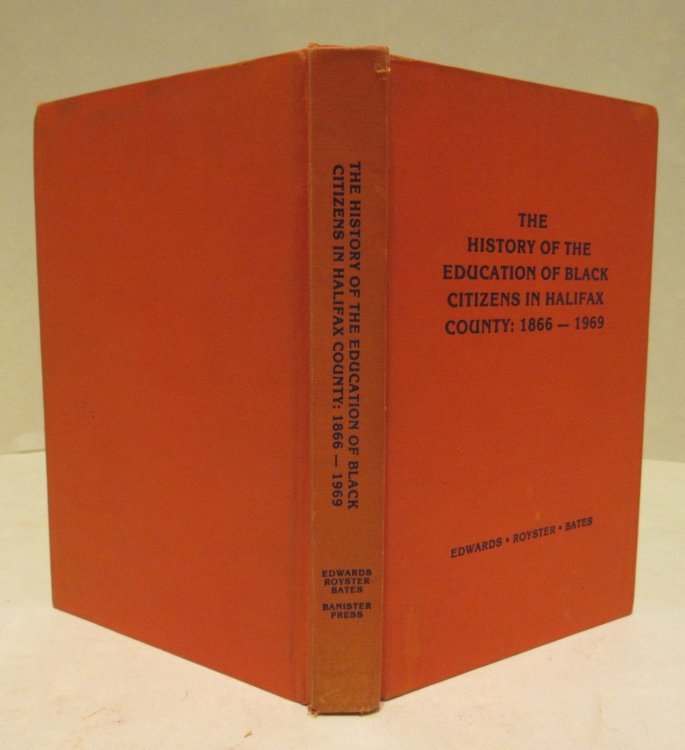 THE HISTORY OF THE EDUCATION OF BLACK
CITIZENS IN HALIFAX COUNTY: 1866 — 1969
EDWARDS
ROYSTER
BATES
BANISTER
PRESS
THE
HISTORY OF THE
EDUCATION OF BLACK
CITIZENS IN HALIFAX
COUNTY: 1866 — 1969
EDWARDS • ROYSTER • BATES